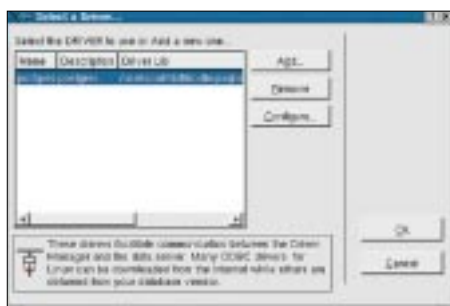 Select a Driver...
Select the DRIVER to use or Add a new one...
Name Description Driver Lib
Add...
Remove
Configure...
These drivers facilitate communication between the Driver
Manager and the data server. Many ODBC drivers for
Linux can be downloaded from the Internet while others are
obtained from your database vendor.
OK
Cancel